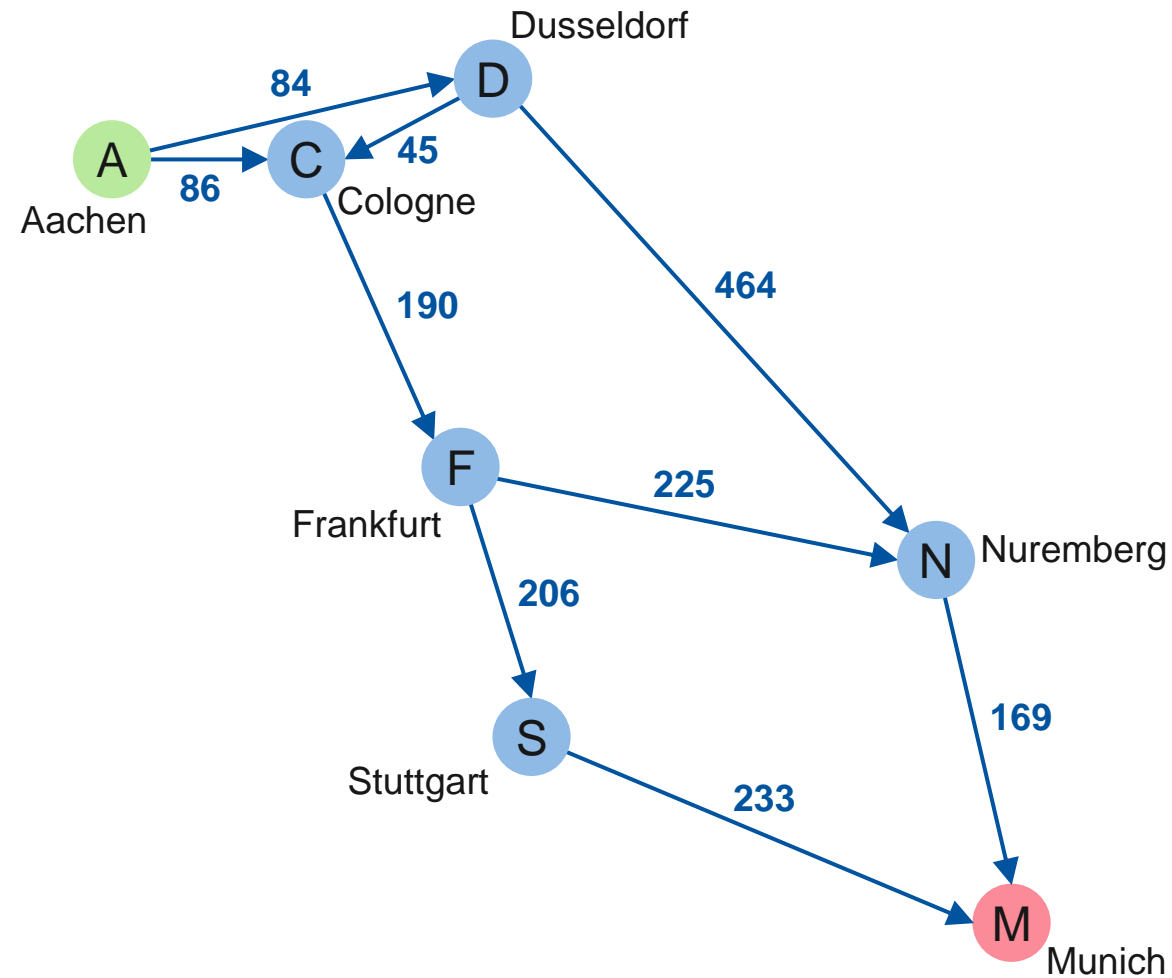 Dusseldorf
D
84
A
C
45
86
Cologne
Aachen
464
190
F
225
Frankfurt
N
Nuremberg
206
169
S
Stuttgart
233
M
Munich